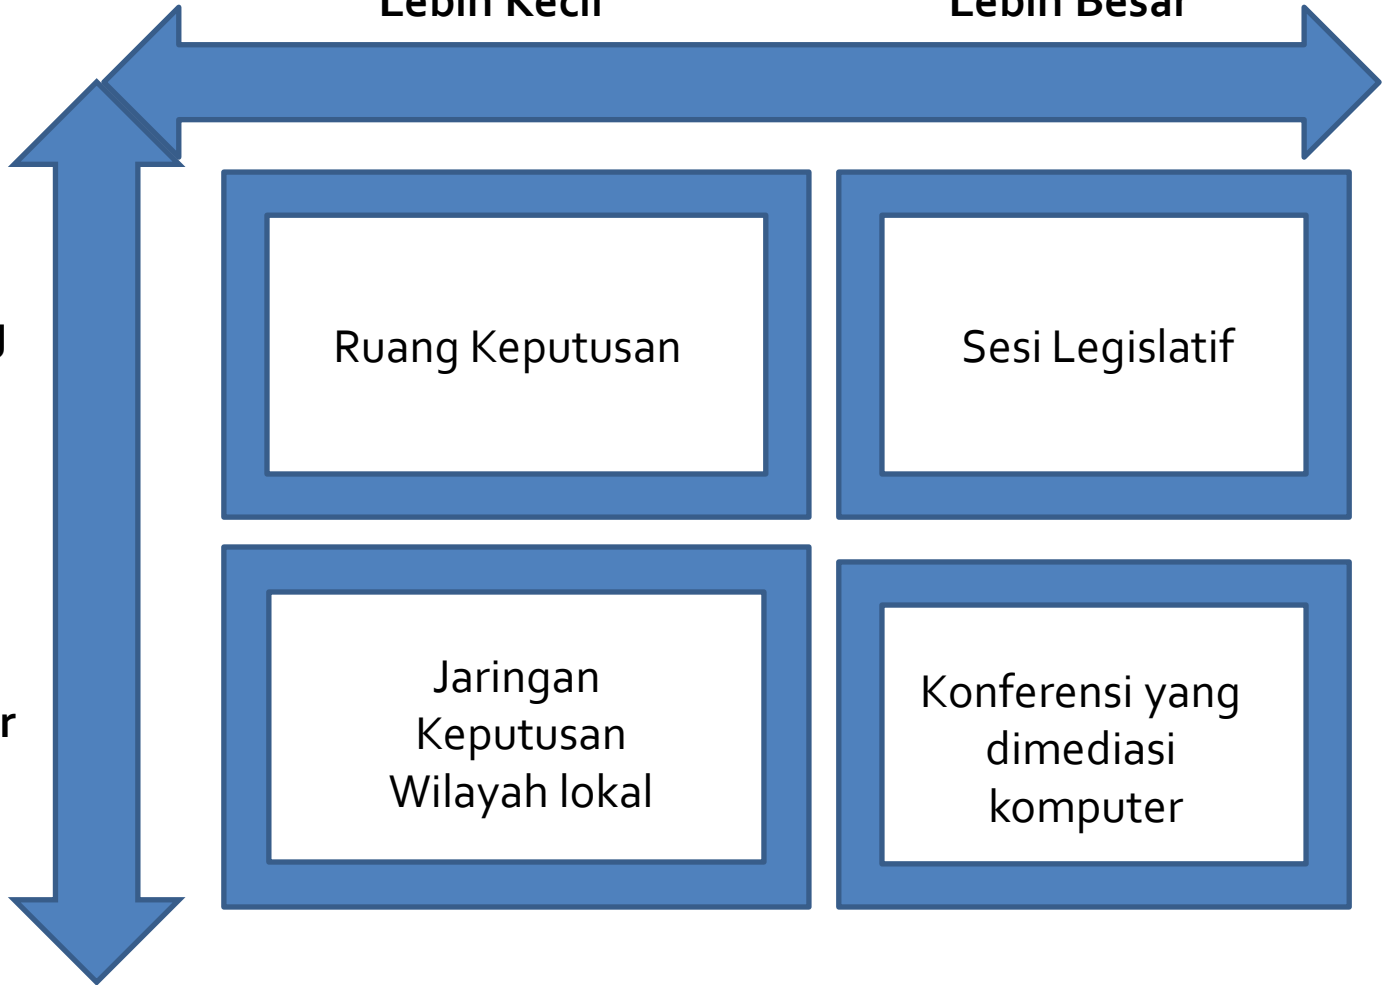 Lebih Kecil Lebih Besar
Ruang Keputusan
Sesi Legislatif
Jaringan
Keputusan
Wilayah lokal
Konferensi yang
dimediasi
komputer